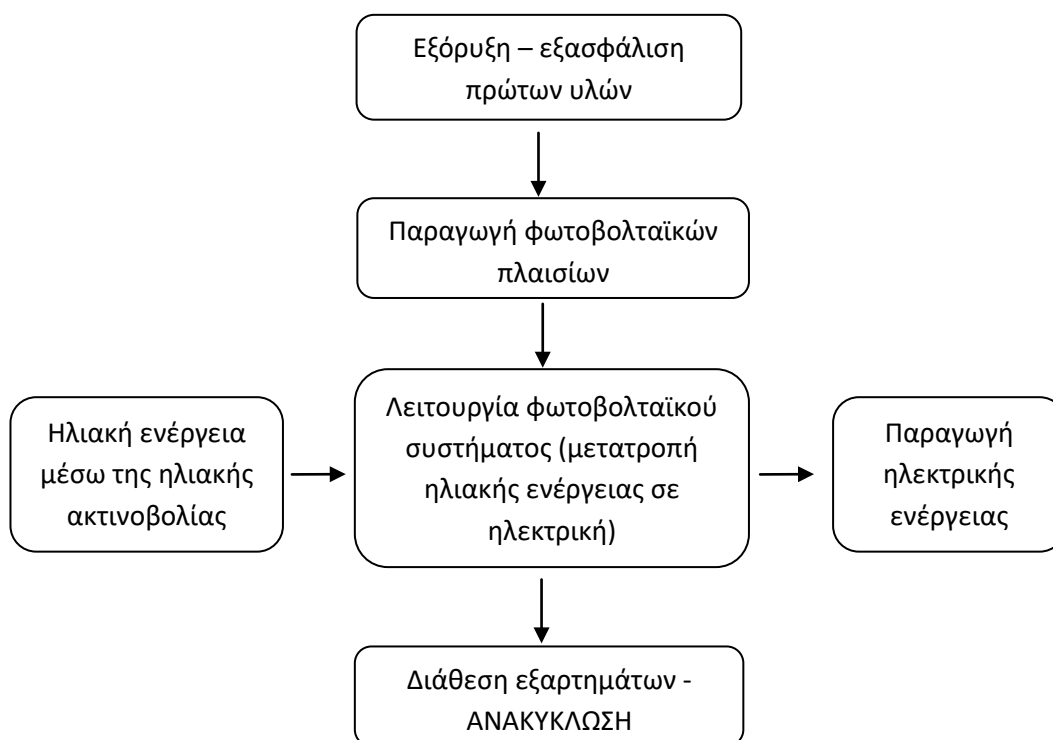 Εξόρυξη – εξασφάλιση
πρώτων υλών
Παραγωγή φωτοβολταϊκών
πλαισίων
Ηλιακή ενέργεια
μέσω της ηλιακής
ακτινοβολίας
Λειτουργία φωτοβολταϊκού
συστήματος (μετατροπή
ηλιακής ενέργειας σε
ηλεκτρική)
Παραγωγή
ηλεκτρικής
ενέργειας
Διάθεση εξαρτημάτων -
ΑΝΑΚΥΚΛΩΣΗ